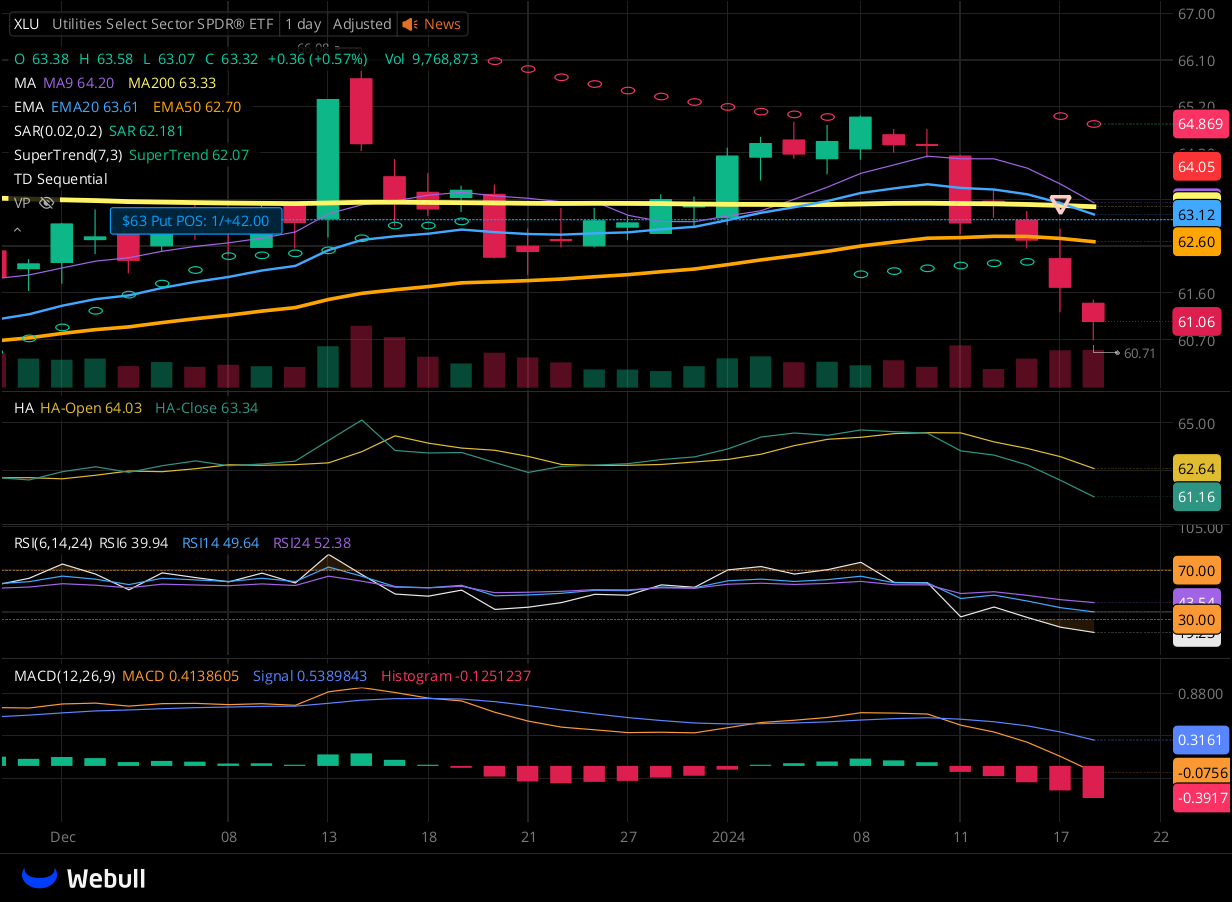 XLU Utilities Select Sector SPDR® ETF 1 day Adjusted News
67.00
O 63.38 H 63.58 L 63.07 C 63.32 +0.36 (+0.57%) Vol 9,768,873
66.10
MA MA9 64.20 MA200 63.33
EMA EMA20 63.61 EMA50 62.70
65.20
SAR(0.02,0.2) SAR 62.181
64.869
SuperTrend(7,3) SuperTrend 62.07
64.05
TD Sequential
VP
$63 Put POS: 1/+42.00
63.12
62.60
61.60
61.06
60.70
60.71
HA HA-Open 64.03 HA-Close 63.34
65.00
62.64
61.16
105.00
RSI(6,14,24) RSI6 39.94 RSI14 49.64 RSI24 52.38
70.00
43.54
30.00
MACD(12,26,9) MACD 0.4138605 Signal 0.5389843 Histogram -0.1251237
0.8800
0.3161
-0.0756
-0.3917
Dec 08 13 18 21 27 2024 08 11 17 22
Webull